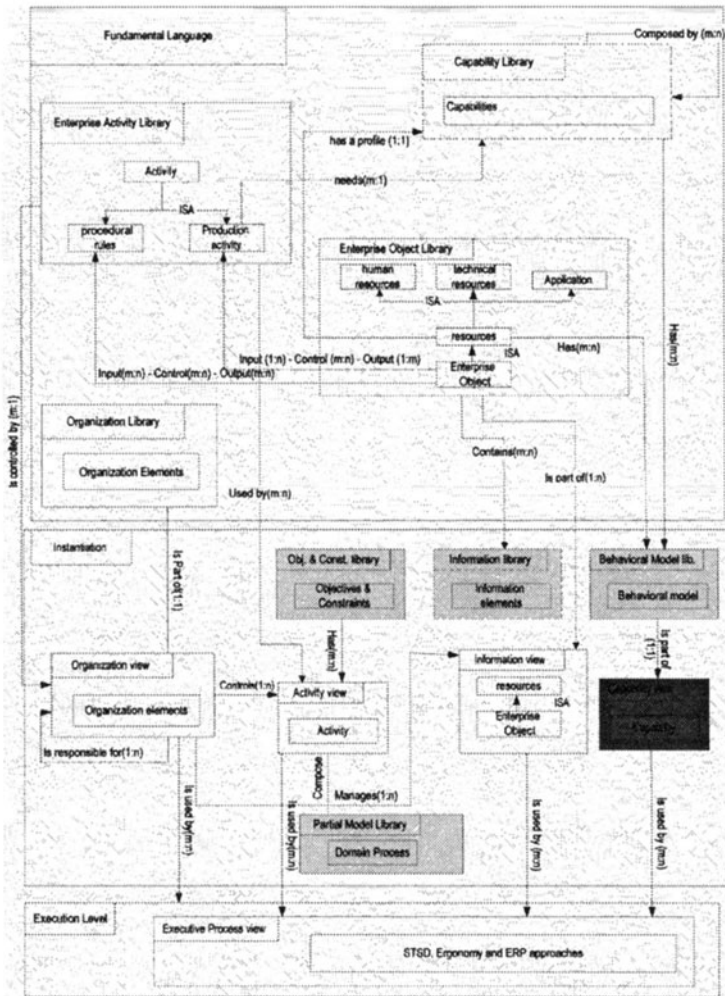 Fundamental Language
Composed by (m:n)
Capability Library
Capabilities
Enterprise Activity Library
has a profile (1:1)
Activity
needs(m:1)
ISA
procedural
rules
Production
activity
Enterprise Object Library
human
resources
technical
resources
Application
ISA
resources
Has(m:n)
Has(m:n)
Input (1:n) - Control (m:n) - Output (1:m)
ISA
Input(m:n) - Control(m:n) - Output(m:n)
Enterprise
Object
Is controlled by (m:1)
Organization Library
Organization Elements
Contains(m:n)
Is part of(1:n)
Used by(m:n)
Instantiation
Is Part of(1:1)
Obj. & Const. library
Objectives &
Constraints
Information library
Information
elements
Behavioral Model lib.
Behavioral model
Has(m:n)
Is part of
(1:1)
Organization view
Organization elements
Controls(1:n)
Activity view
Activity
Information view
resources
ISA
Enterprise
Object
Is responsible for(1:n)
Compose
Manages(1:n)
Is used by(m:n)
Is used by(m:n)
Is used by (m:n)
Is used by (m:n)
Partial Model Library
Domain Process
Execution Level
Executive Process view
STSD, Ergonomy and ERP approaches